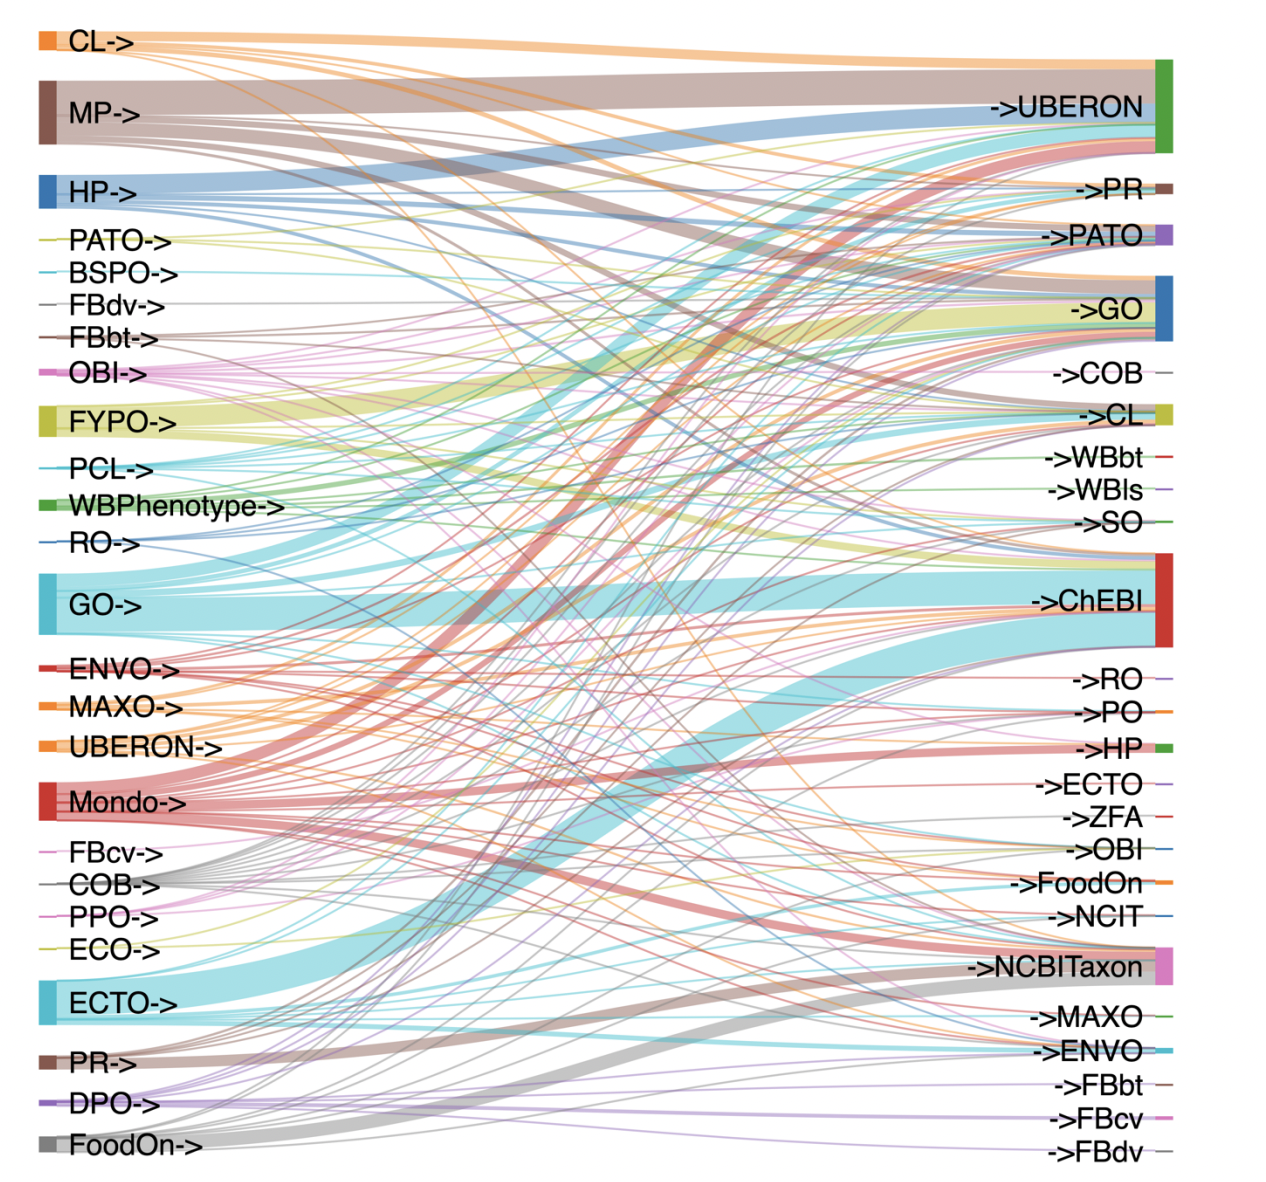 CL->
MP->
HP->
PATO->
BSPO->
FBdv->
FBbt->
OBI->
FYPO->
PCL->
WBPhenotype->
RO->
GO->
ENVO->
MAXO->
UBERON->
Mondo->
FBcv->
COB->
PPO->
ECO->
ECTO->
PR->
DPO->
FoodOn->
->UBERON
->PR
->PATO
->GO
->COB
->CL
->WBbt
->WBls
->SO
->ChEBI
->RO
->PO
->HP
->ECTO
->ZFA
->OBI
->FoodOn
->NCIT
->NCBITaxon
->MAXO
->ENVO
->FBbt
->FBcv
->FBdv